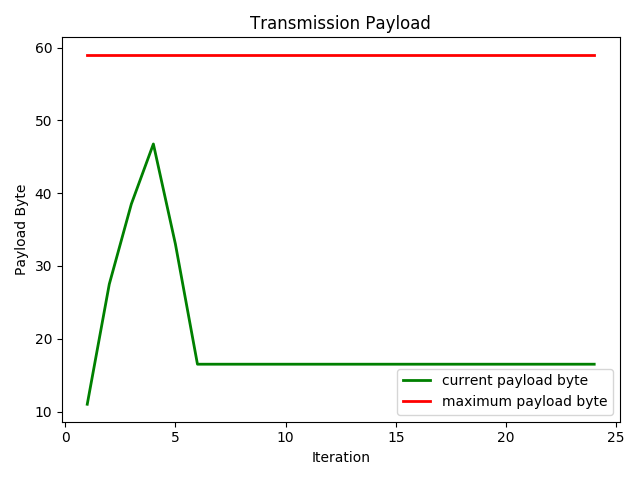 Transmission Payload
60
50
40
30
20
10
Payload Byte
0
5
10
15
20
25
Iteration
current payload byte
maximum payload byte